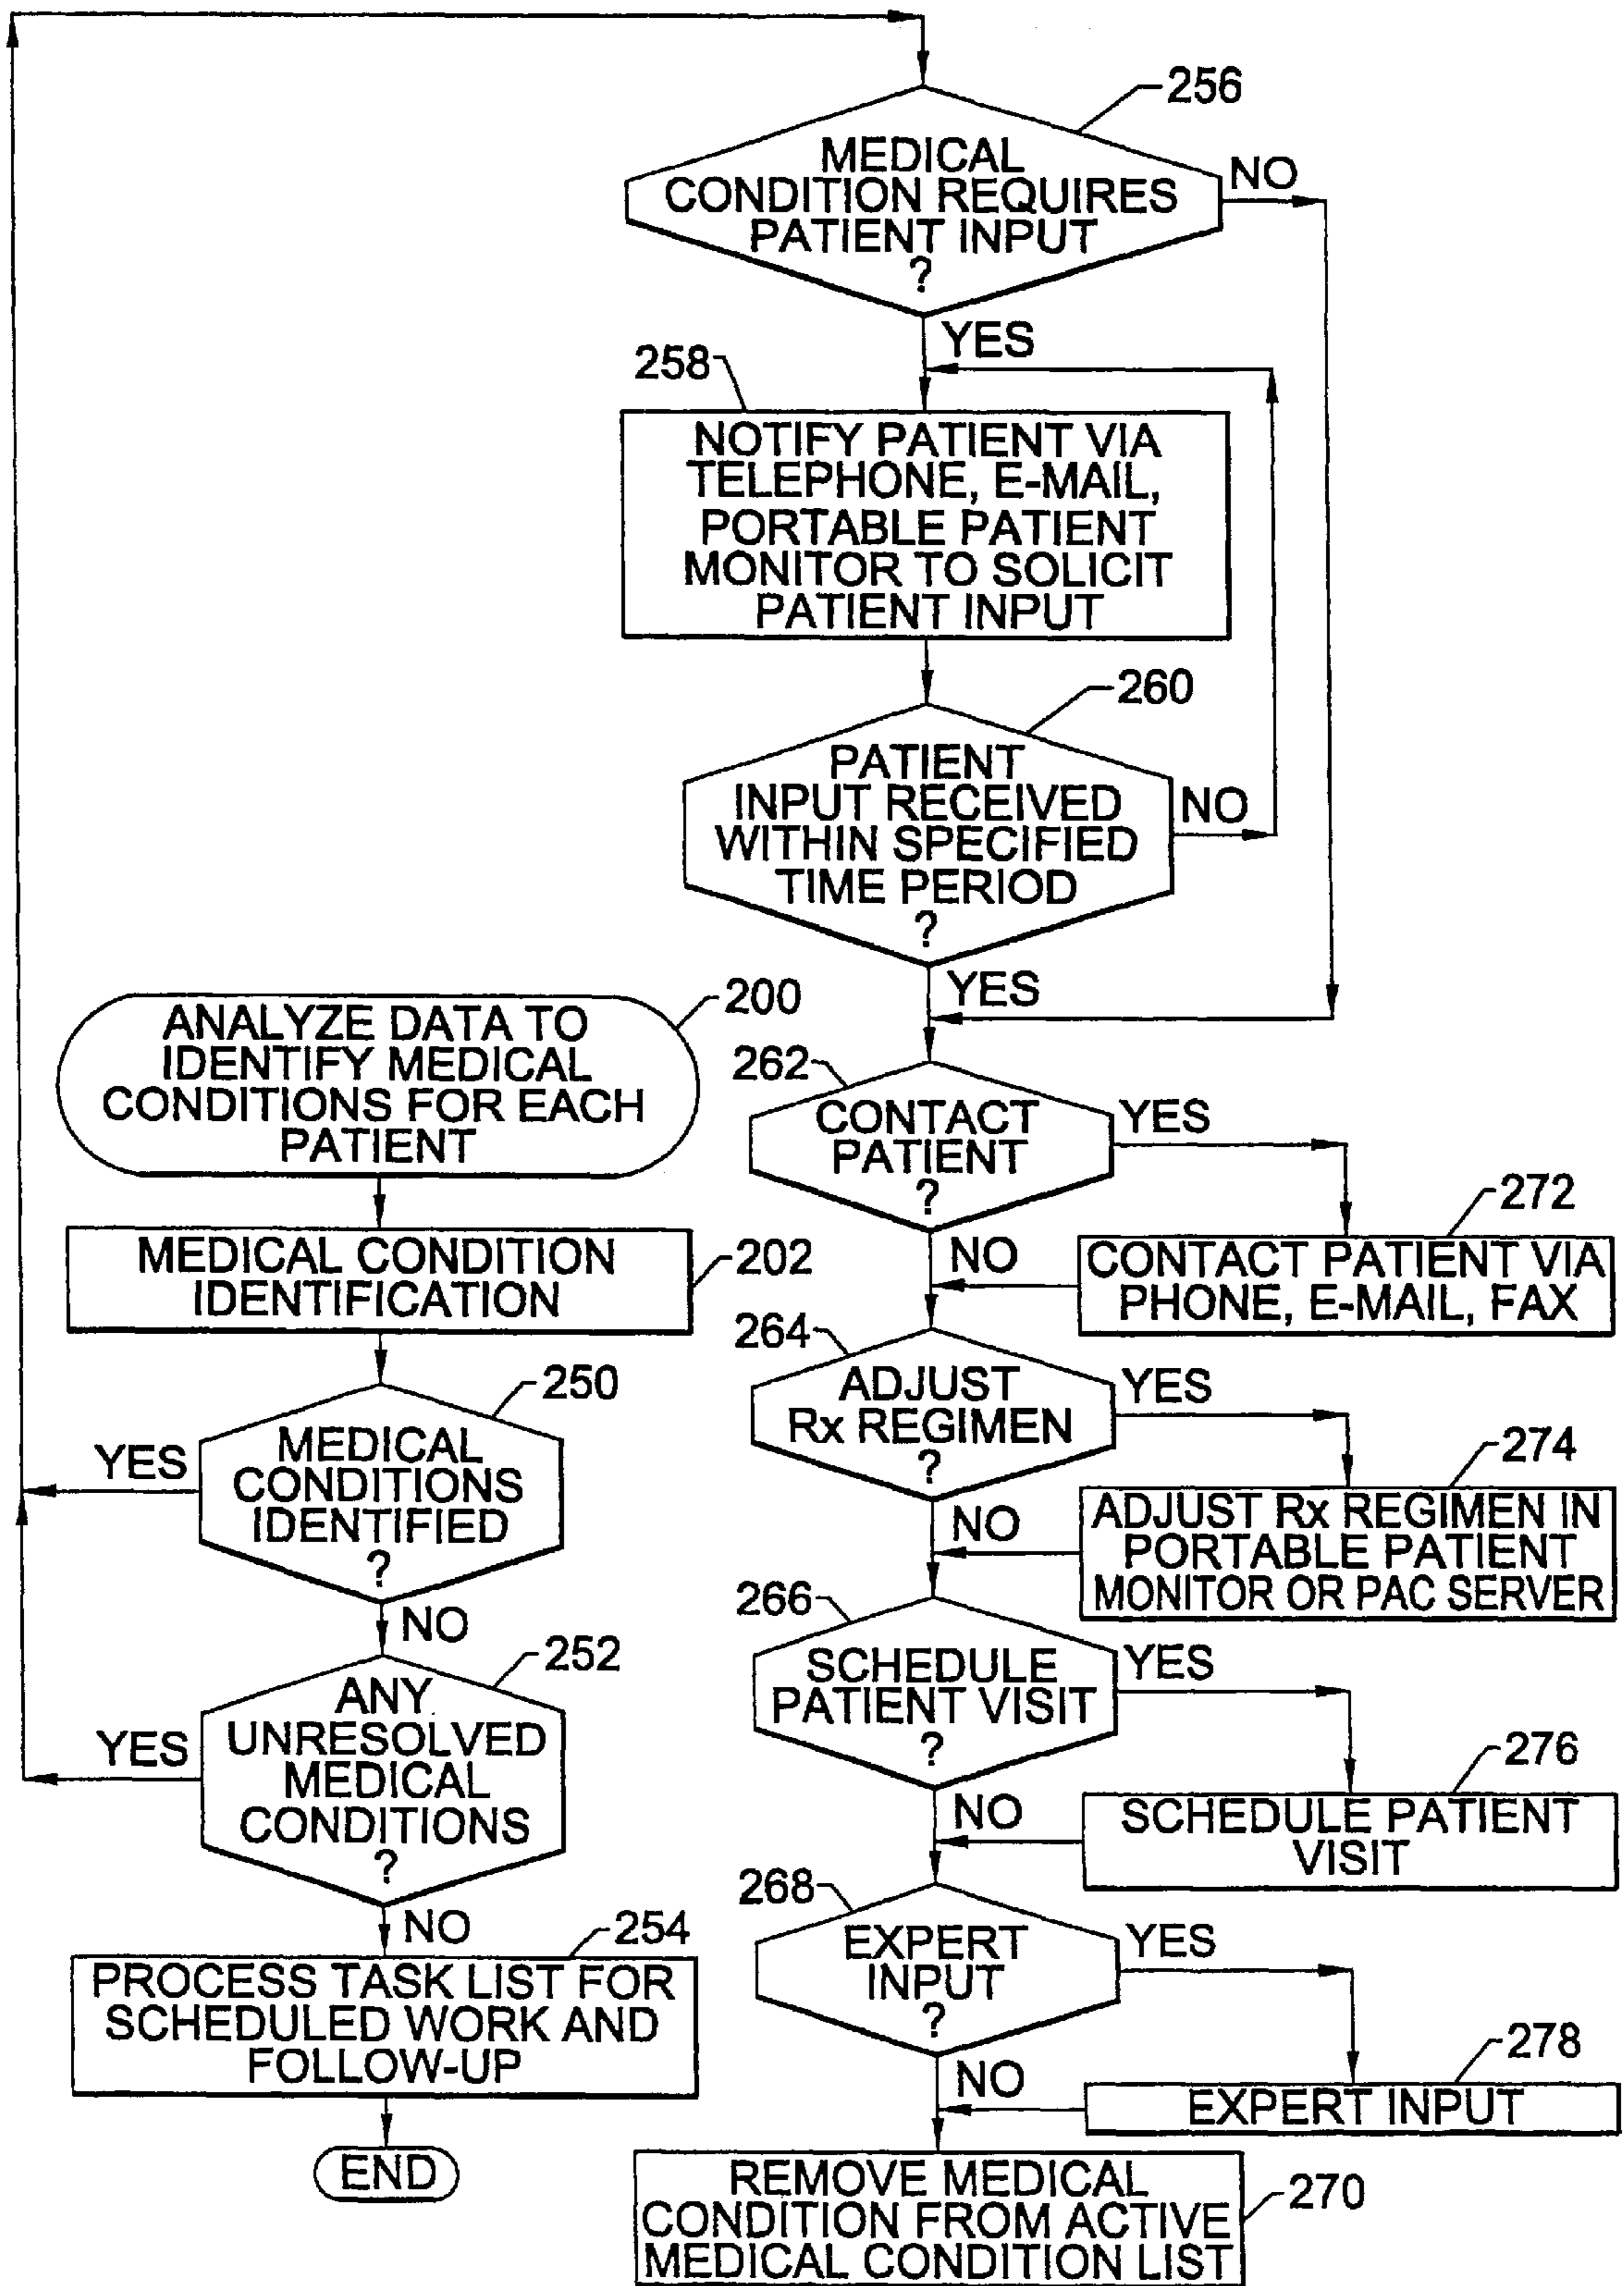 256
MEDICAL
CONDITION REQUIRES
PATIENT INPUT
?
NO
YES
258
NOTIFY PATIENT VIA
TELEPHONE, E-MAIL,
PORTABLE PATIENT
MONITOR TO SOLICIT
PATIENT INPUT
260
PATIENT
INPUT RECEIVED
WITHIN SPECIFIED
TIME PERIOD
?
NO
YES
200
ANALYZE DATA TO
IDENTIFY MEDICAL
CONDITIONS FOR EACH
PATIENT
MEDICAL CONDITION
IDENTIFICATION
202
250
MEDICAL
CONDITIONS
IDENTIFIED
?
YES
NO
252
ANY
UNRESOLVED
MEDICAL
CONDITIONS
?
YES
NO
254
PROCESS TASK LIST FOR
SCHEDULED WORK AND
FOLLOW-UP
END
262
CONTACT
PATIENT
?
YES
NO
272
CONTACT PATIENT VIA
PHONE, E-MAIL, FAX
264
ADJUST
Rx REGIMEN
?
YES
NO
274
ADJUST Rx REGIMEN IN
PORTABLE PATIENT
MONITOR OR PAC SERVER
266
SCHEDULE
PATIENT VISIT
?
YES
NO
276
SCHEDULE PATIENT
VISIT
268
EXPERT
INPUT
?
YES
NO
278
EXPERT INPUT
REMOVE MEDICAL
CONDITION FROM ACTIVE
MEDICAL CONDITION LIST
270